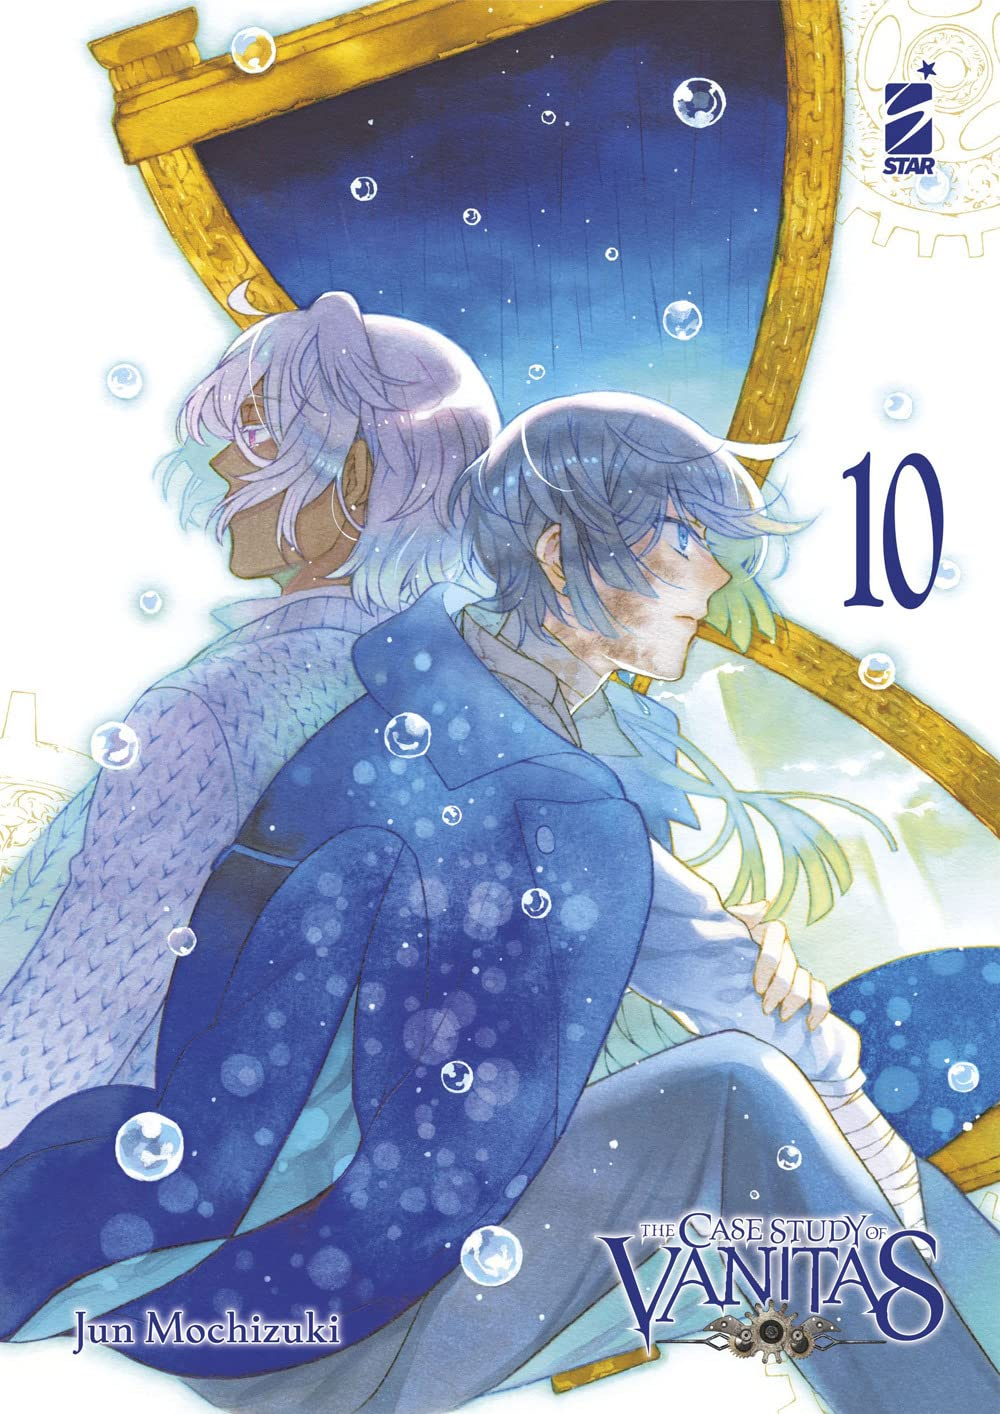 STAR
10
THE CASE STUDY OF
VANITAS
Jun Mochizuki